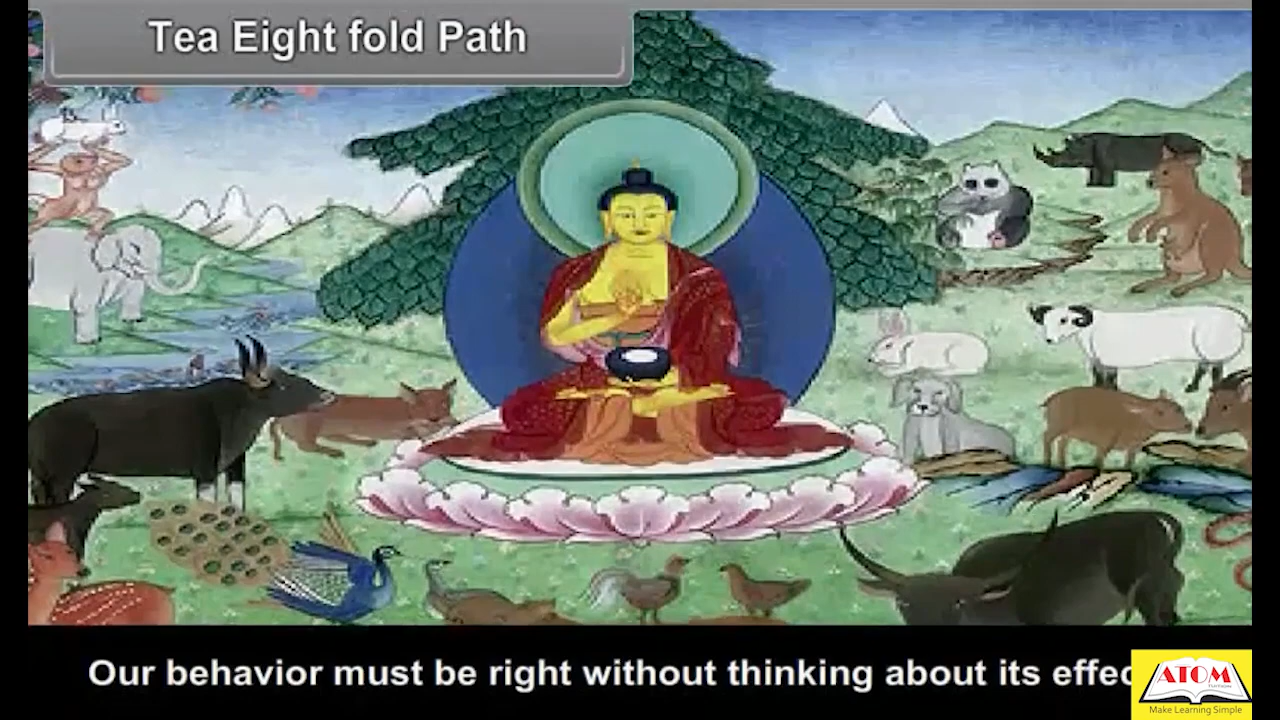 Tea Eight fold Path
Our behavior must be right without thinking about its effec
ATOM
Make Learning Simple